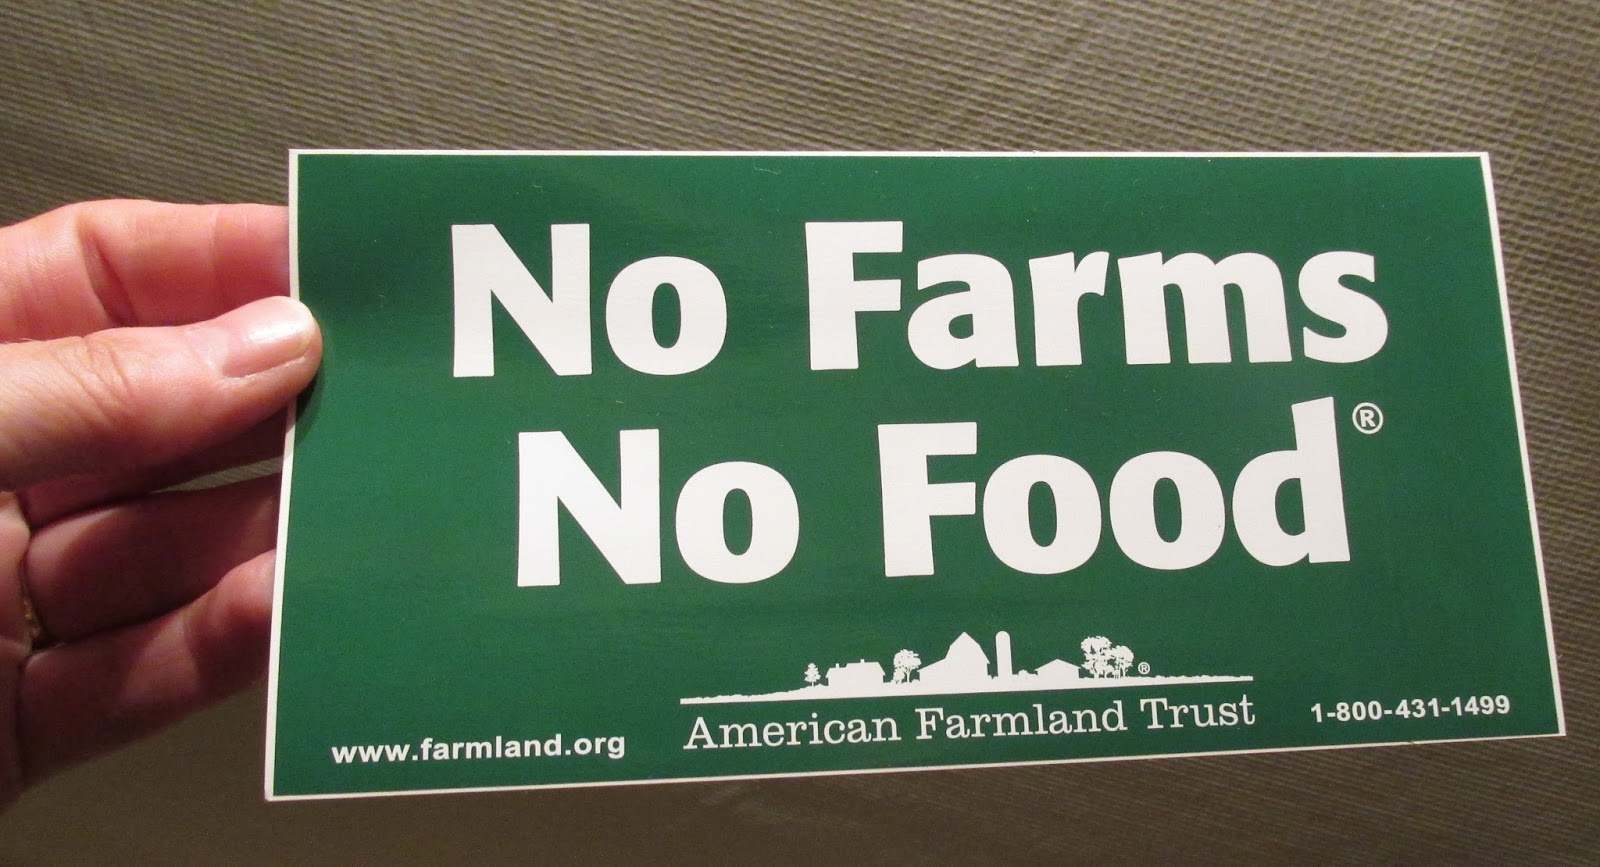 No Farms
No Food®
®
American Farmland Trust
www.farmland.org
1-800-431-1499